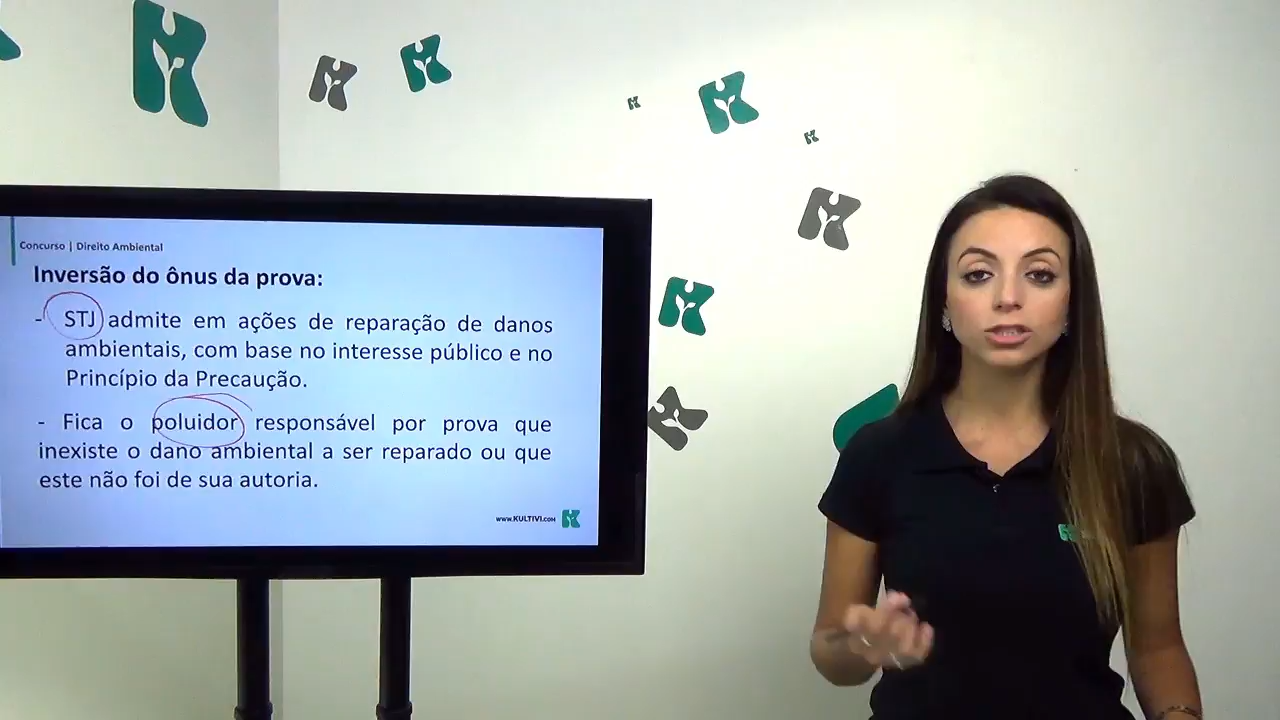 Concurso | Direito Ambiental
Inversão do ônus da prova:
- STJ admite em ações de reparação de danos
ambientais, com base no interesse público e no
Princípio da Precaução.
- Fica o poluidor responsável por prova que
inexiste o dano ambiental a ser reparado ou que
este não foi de sua autoria.
www.KULTIVI.com